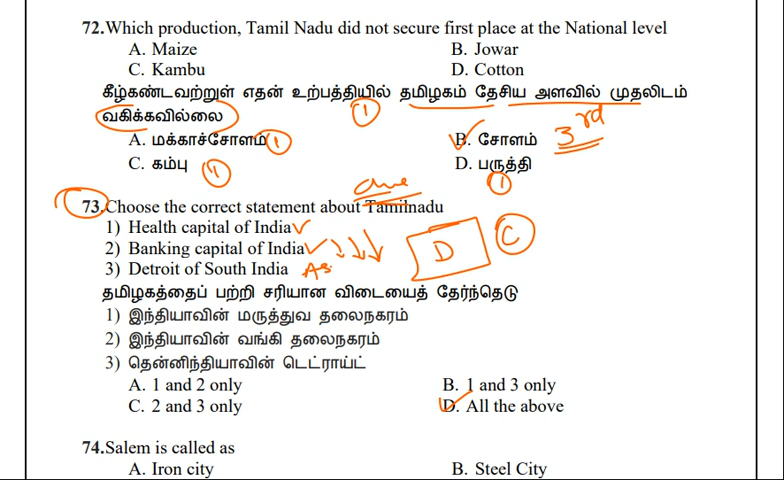 72.Which production, Tamil Nadu did not secure first place at the National level
A. Maize B. Jowar
C. Kambu D. Cotton
கீழ்கண்டவற்றுள் எதன் உற்பத்தியில் தமிழகம் தேசிய அளவில் முதலிடம்
வகிக்கவில்லை 1
A. மக்காச்சோளம் 1 B. சோளம் 3rd
C. கம்பு 1 D. பருத்தி 1
73.Choose the correct statement about Tamilnadu
1) Health capital of India
2) Banking capital of India D C
3) Detroit of South India As.
தமிழகத்தைப் பற்றி சரியான விடையைத் தேர்ந்தெடு
1) இந்தியாவின் மருத்துவ தலைநகரம்
2) இந்தியாவின் வங்கி தலைநகரம்
3) தென்னிந்தியாவின் டெட்ராய்ட்
A. 1 and 2 only B. 1 and 3 only
C. 2 and 3 only D. All the above
74.Salem is called as
A. Iron city B. Steel City